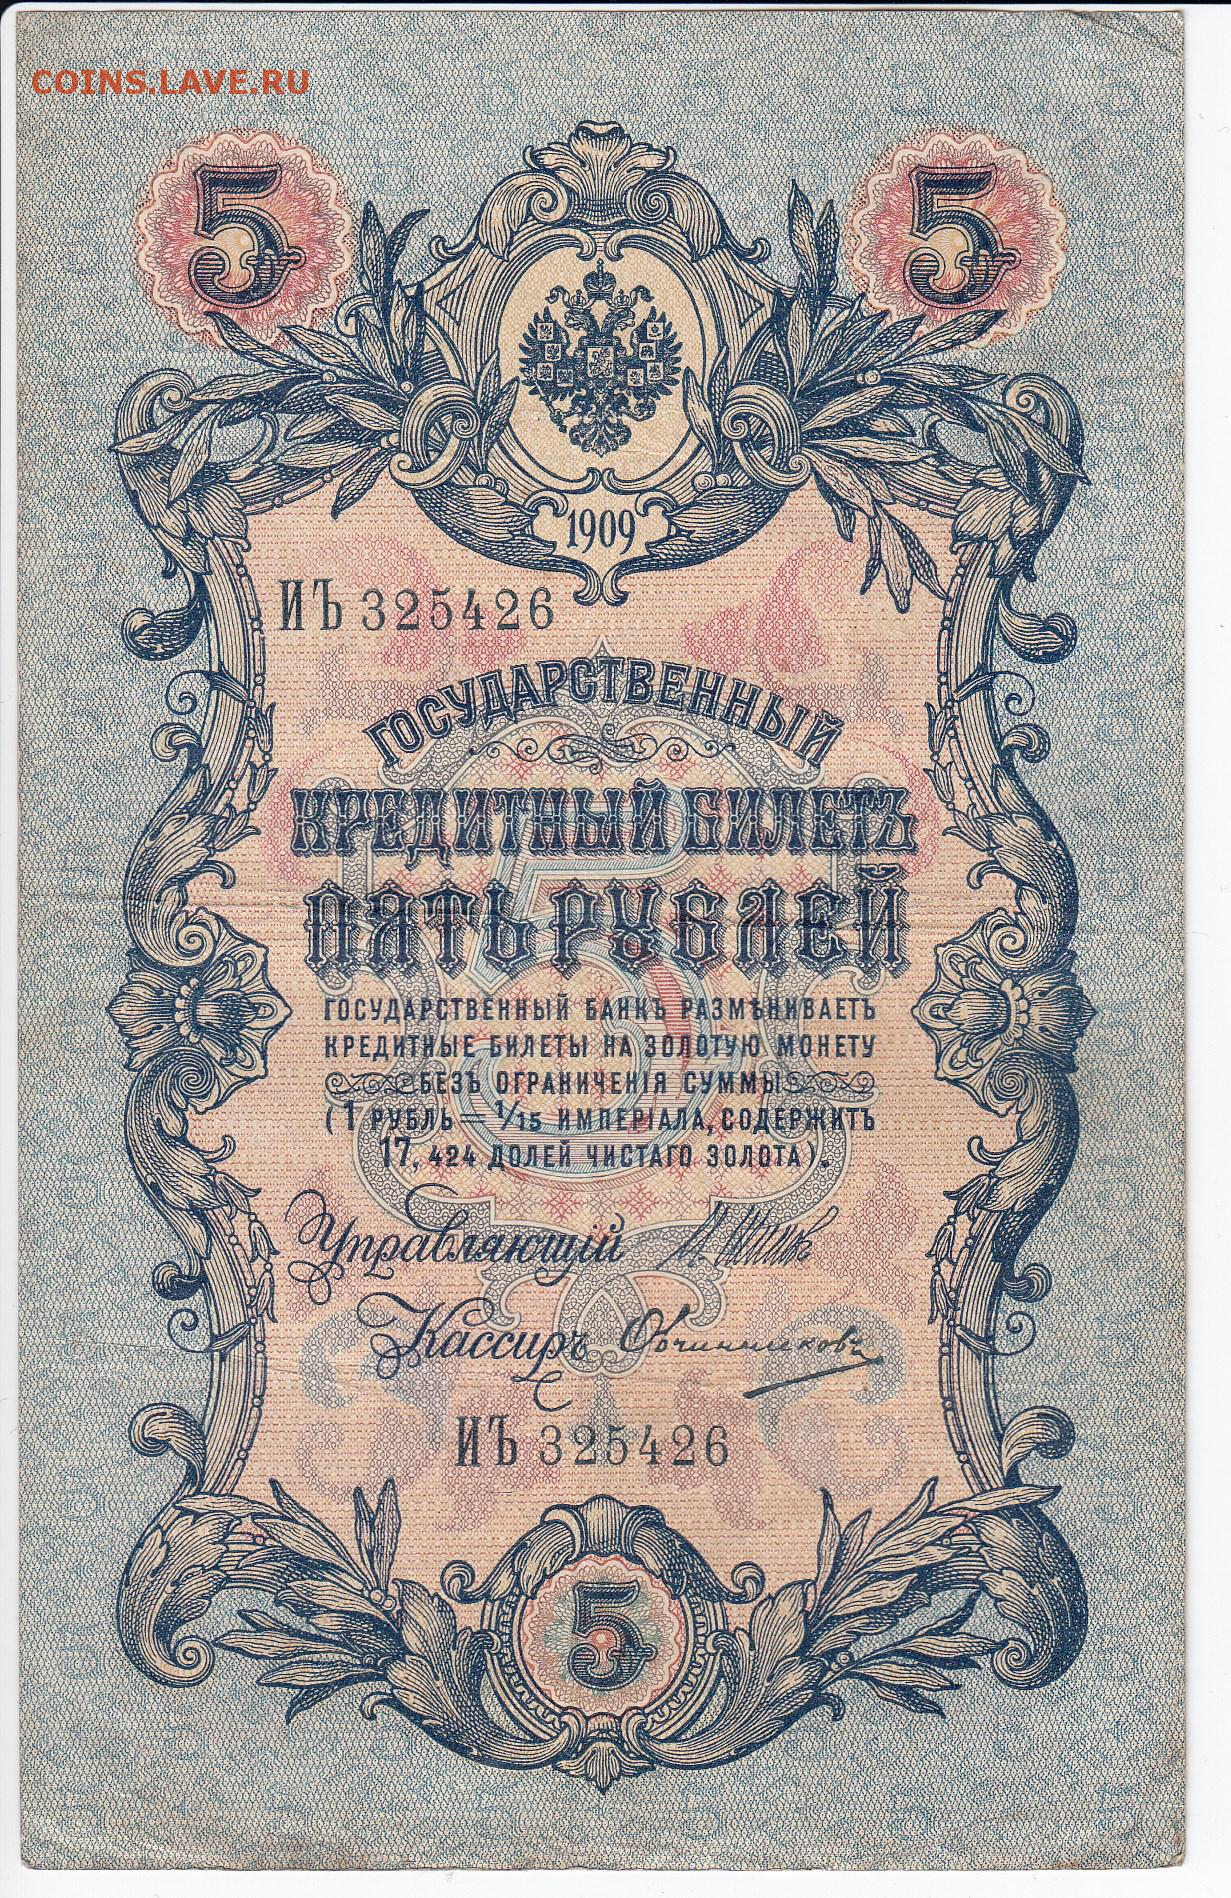 COINS.LAVE.RU
5 5
1909
ИЪ 325426
ГОСУДАРСТВЕННЫЙ
КРЕДИТНЫЙ БИЛЕТЪ
ПЯТЬ РУБЛЕЙ
5
ГОСУДАРСТВЕННЫЙ БАНКЪ РАЗМѢНИВАЕТЪ
КРЕДИТНЫЕ БИЛЕТЫ НА ЗОЛОТУЮ МОНЕТУ
БЕЗЪ ОГРАНИЧЕНІЯ СУММЫ
(1 РУБЛЬ = 1/15 ИМПЕРІАЛА, СОДЕРЖИТЪ
17,424 ДОЛЕЙ ЧИСТАГО ЗОЛОТА).
Управляющій
Кассиръ Овчинниковъ
ИЪ 325426
5